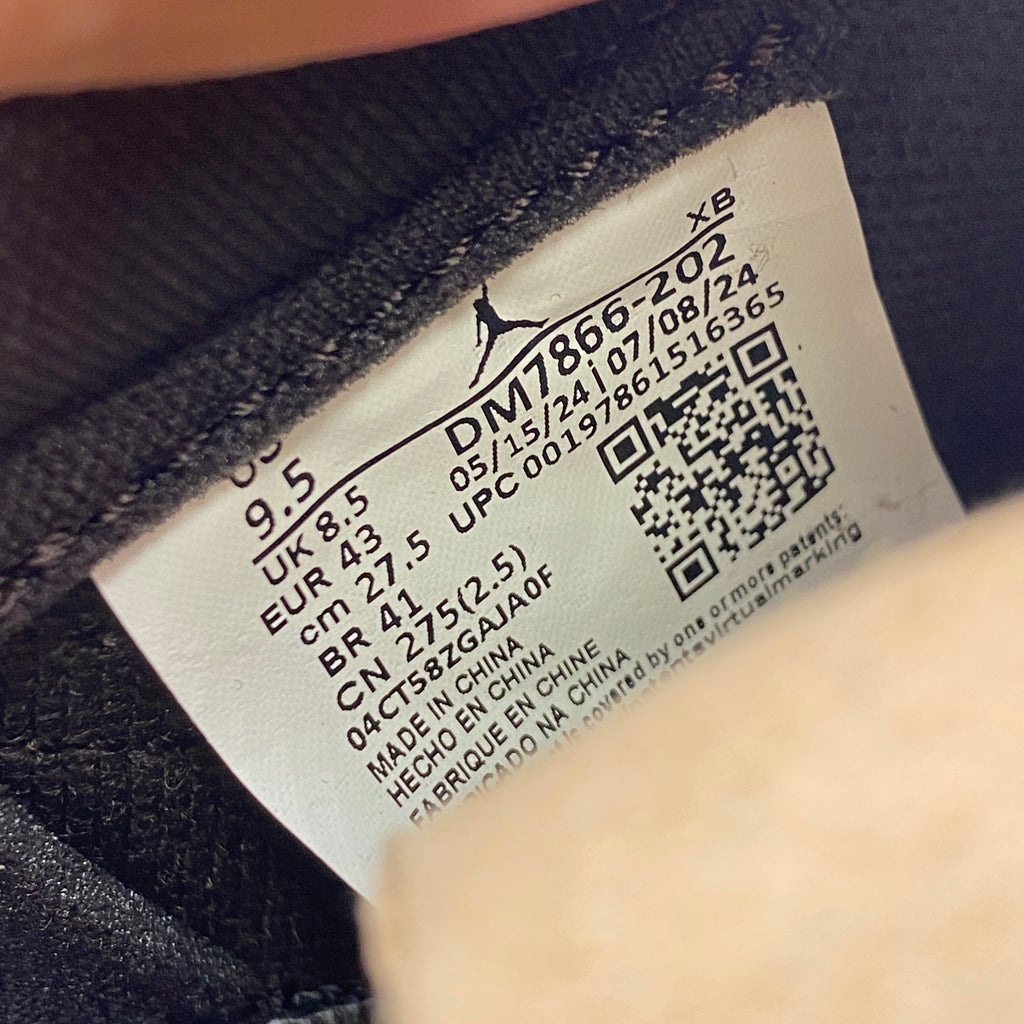 XB
9.5
UK 8.5
EUR 43
cm 27.5
BR 41
CN 275(2.5)
04CT58ZGAJA0F
MADE IN CHINA
HECHO EN CHINA
FABRIQUE EN CHINE
NA CHINA
DM7866-202
05/15/24|07/08/24
UPC 00197861516365
is covered by one or more patents:
virtualmarking